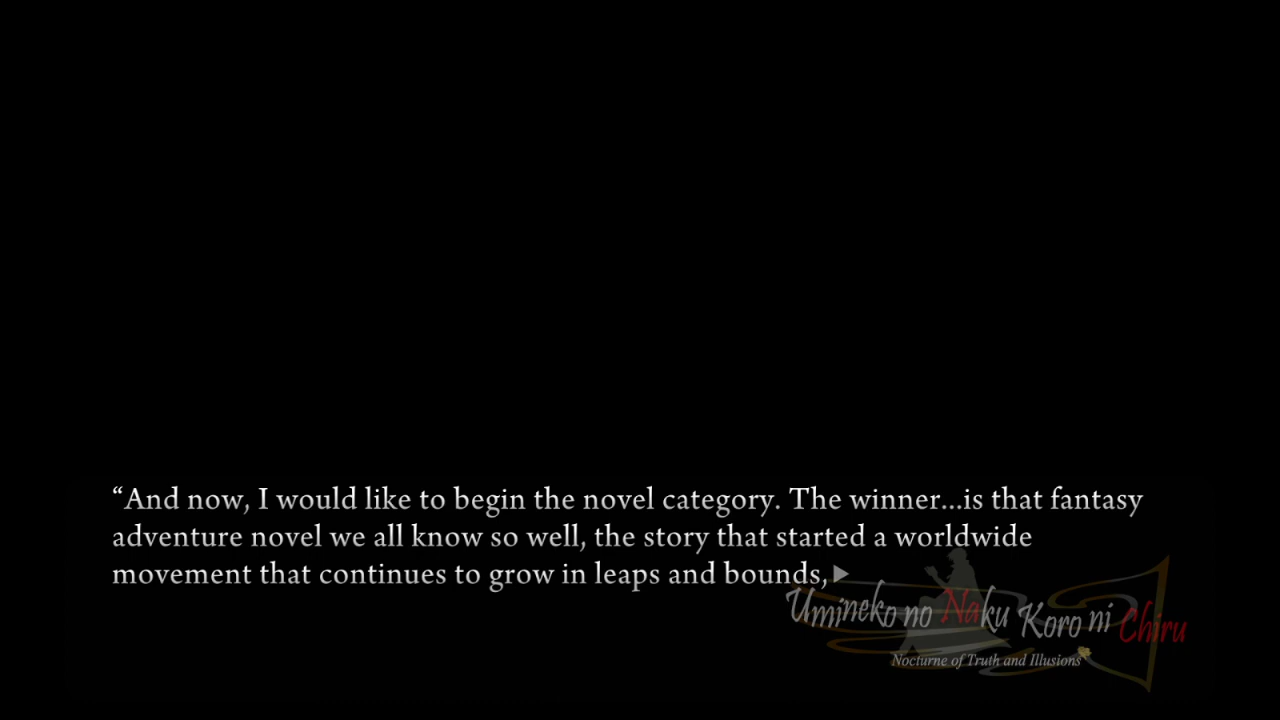 “And now, I would like to begin the novel category. The winner...is that fantasy
adventure novel we all know so well, the story that started a worldwide
movement that continues to grow in leaps and bounds,
Umineko no Naku Koro ni Chiru
Nocturne of Truth and Illusions